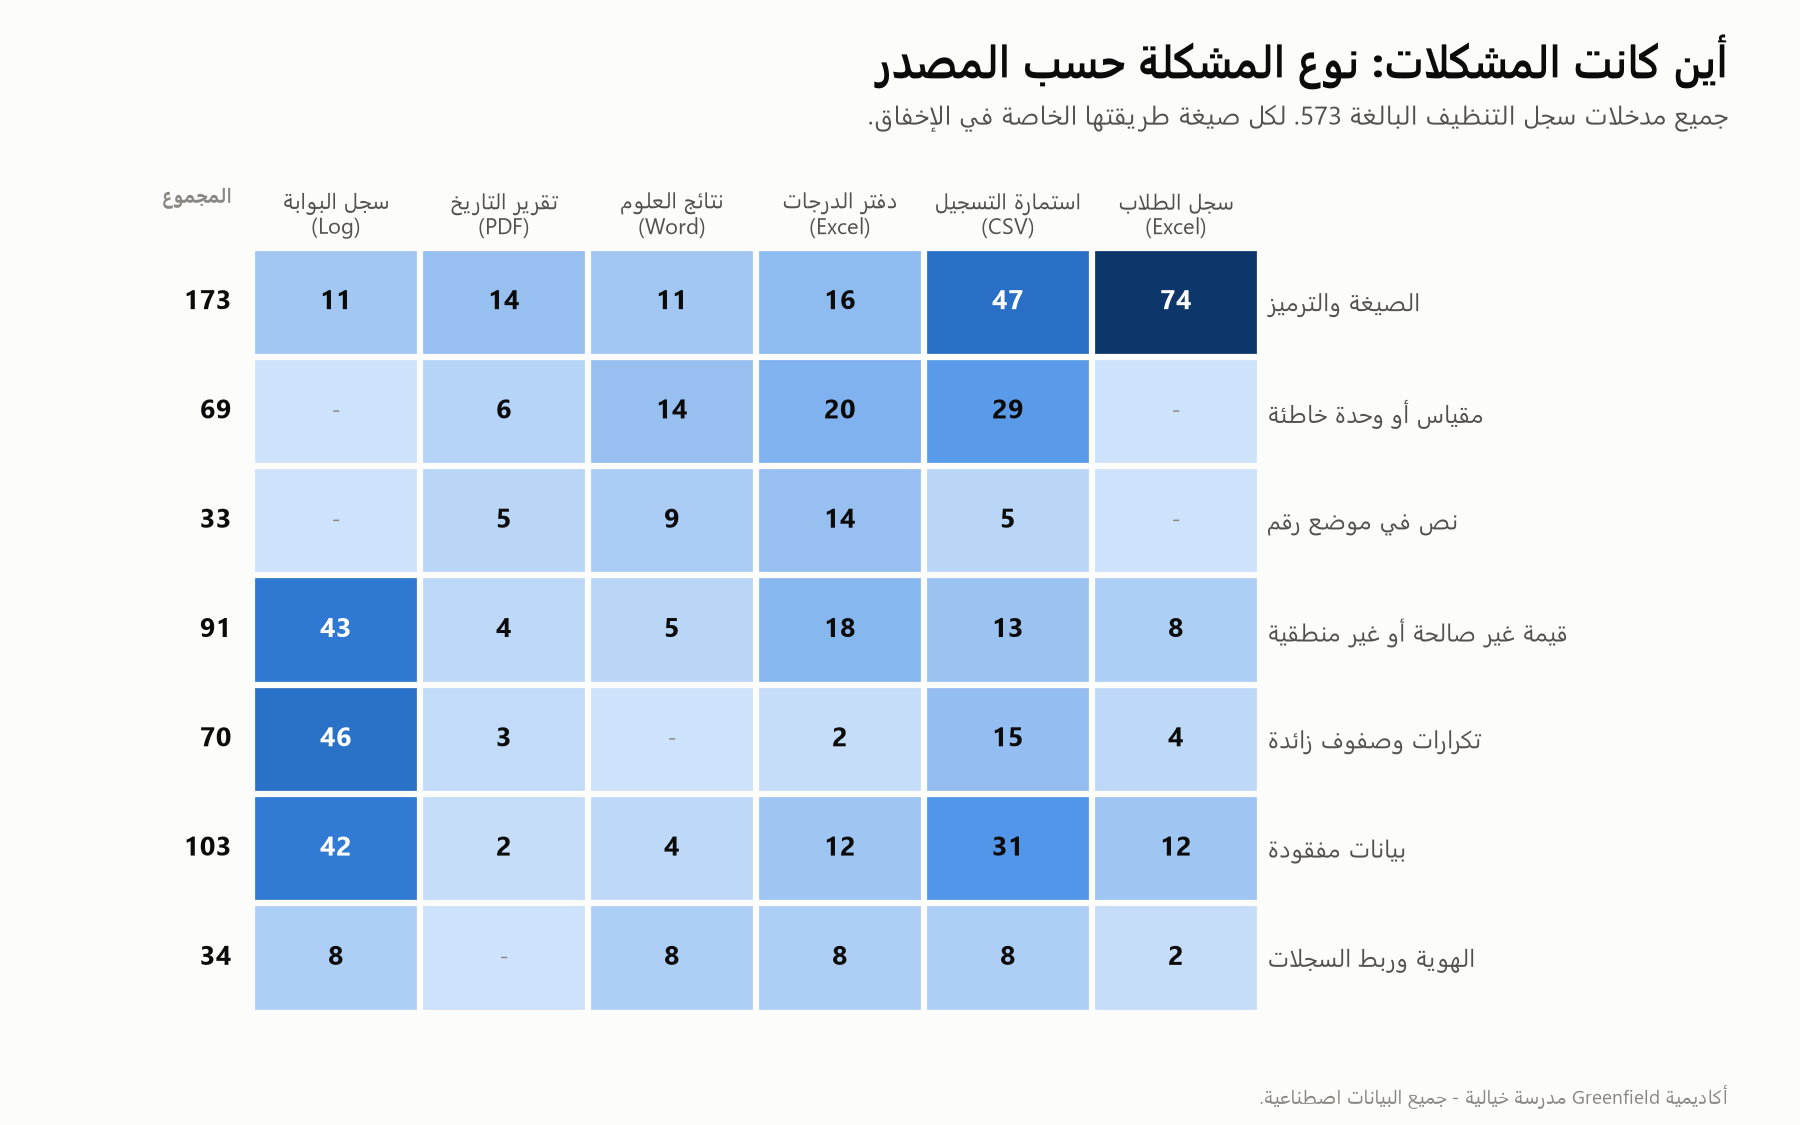 أين كانت المشكلات: نوع المشكلة حسب المصدر
جميع مدخلات سجل التنظيف البالغة 573. لكل صيغة طريقتها الخاصة في الإخفاق.
سجل الطلاب (Excel)
استمارة التسجيل (CSV)
دفتر الدرجات (Excel)
نتائج العلوم (Word)
تقرير التاريخ (PDF)
سجل البوابة (Log)
المجموع
الصيغة والترميز 74 47 16 11 14 11 173
مقياس أو وحدة خاطئة - 29 20 14 6 - 69
نص في موضع رقم - 5 14 9 5 - 33
قيمة غير صالحة أو غير منطقية 8 13 18 5 4 43 91
تكرارات وصفوف زائدة 4 15 2 - 3 46 70
بيانات مفقودة 12 31 12 4 2 42 103
الهوية وربط السجلات 2 8 8 8 - 8 34
أكاديمية Greenfield مدرسة خيالية - جميع البيانات اصطناعية.